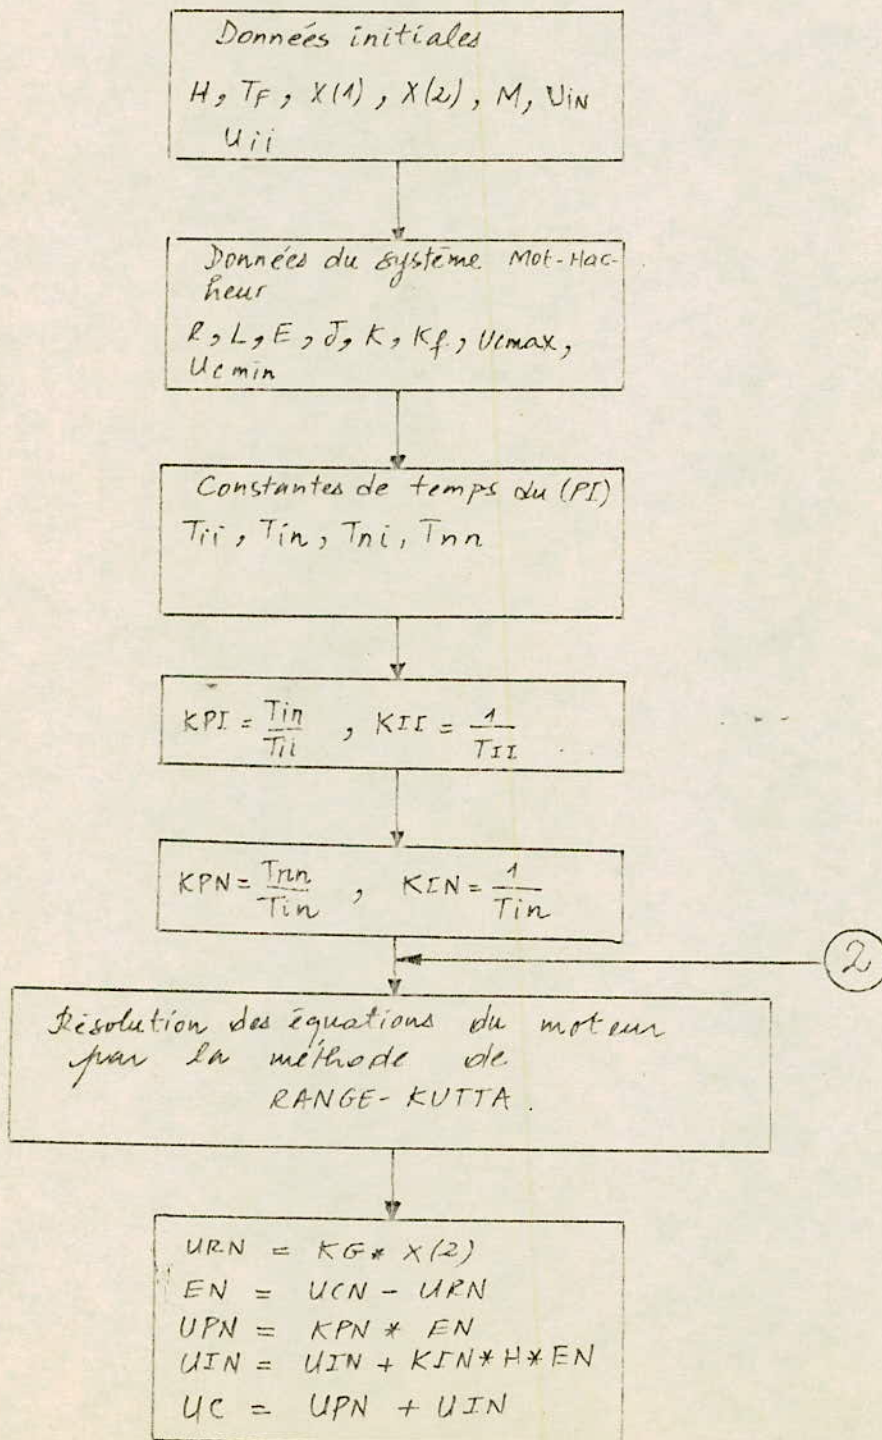 Données initiales
H, TF, X(1), X(2), M, UiN
Uii
Données du système Mot-Hac-
heur
R, L, E, J, K, Kf, Ucmax,
Ucmin
Constantes de temps du (PI)
Tii, Tin, Tni, Tnn
KPI = Tin/Tii , KII = 1/TII
KPN = Tnn/Tin , KIN = 1/Tin
2
Résolution des équations du moteur
par la méthode de
RANGE-KUTTA.
URN = KG* X(2)
EN = UCN - URN
UPN = KPN * EN
UIN = UIN + KIN*H*EN
UC = UPN + UIN